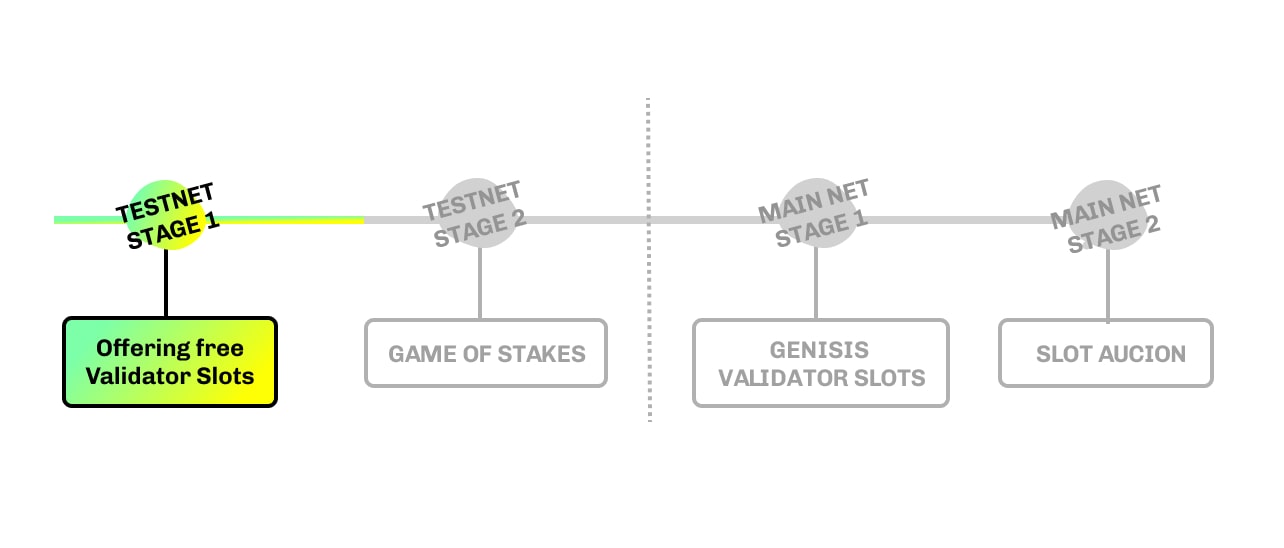 TESTNET
STAGE 1
TESTNET
STAGE 2
MAIN NET
STAGE 1
MAIN NET
STAGE 2
Offering free
Validator Slots
GAME OF STAKES
GENISIS
VALIDATOR SLOTS
SLOT AUCION